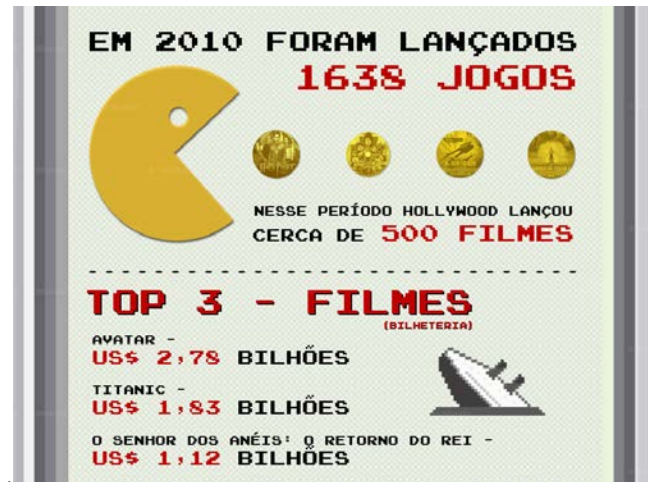 EM 2010 FORAM LANÇADOS
1638 JOGOS
NESSE PERÍODO HOLLYWOOD LANÇOU
CERCA DE 500 FILMES
TOP 3 - FILMES
(BILHETERIA)
AVATAR -
US$ 2,78 BILHÕES
TITANIC -
US$ 1,83 BILHÕES
O SENHOR DOS ANÉIS: O RETORNO DO REI -
US$ 1,12 BILHÕES